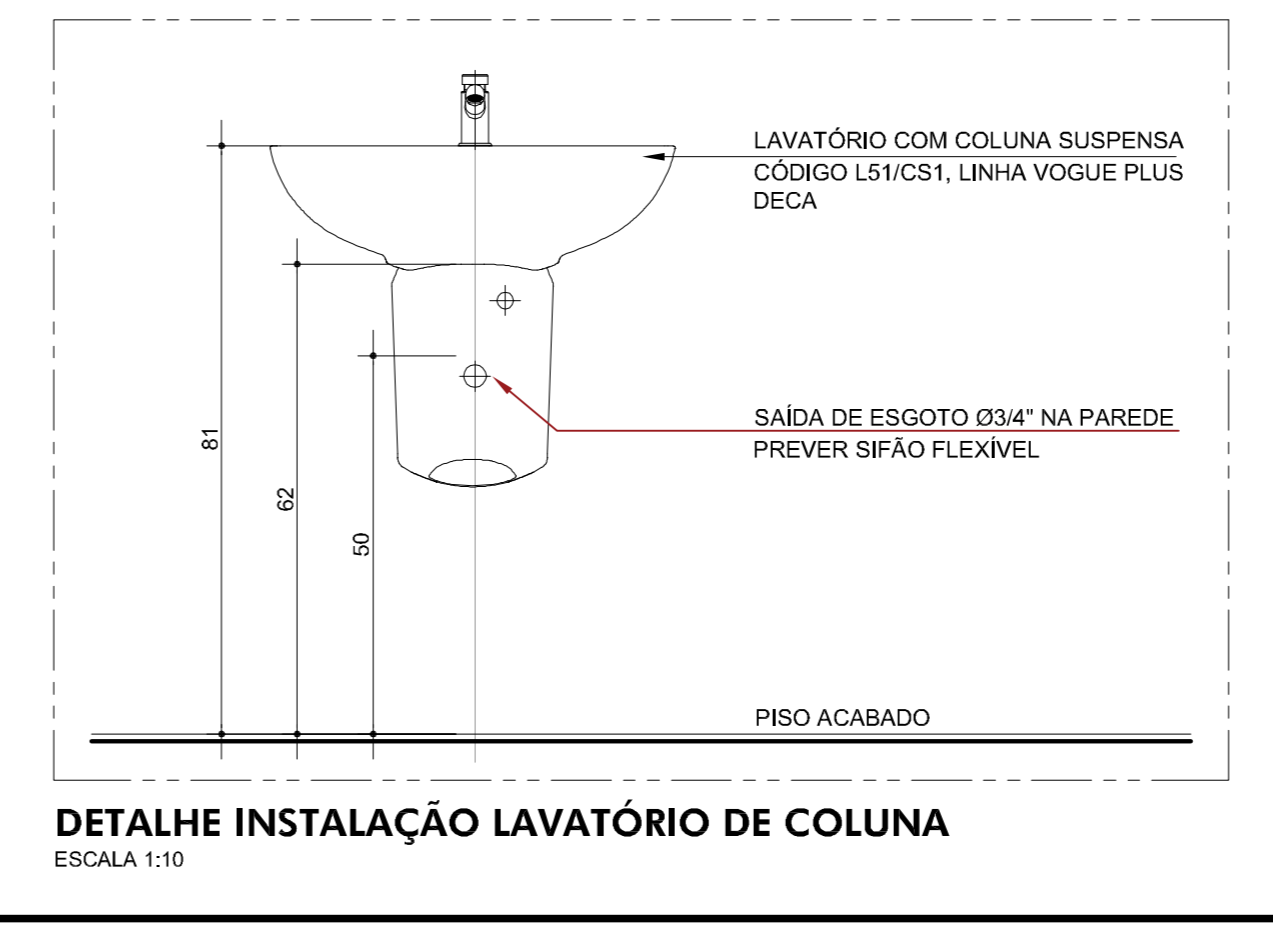 LAVATÓRIO COM COLUNA SUSPENSA
CÓDIGO L51/CS1, LINHA VOGUE PLUS
DECA
SAÍDA DE ESGOTO Ø3/4" NA PAREDE
PREVER SIFÃO FLEXÍVEL
81
62
50
PISO ACABADO
DETALHE INSTALAÇÃO LAVATÓRIO DE COLUNA
ESCALA 1:10